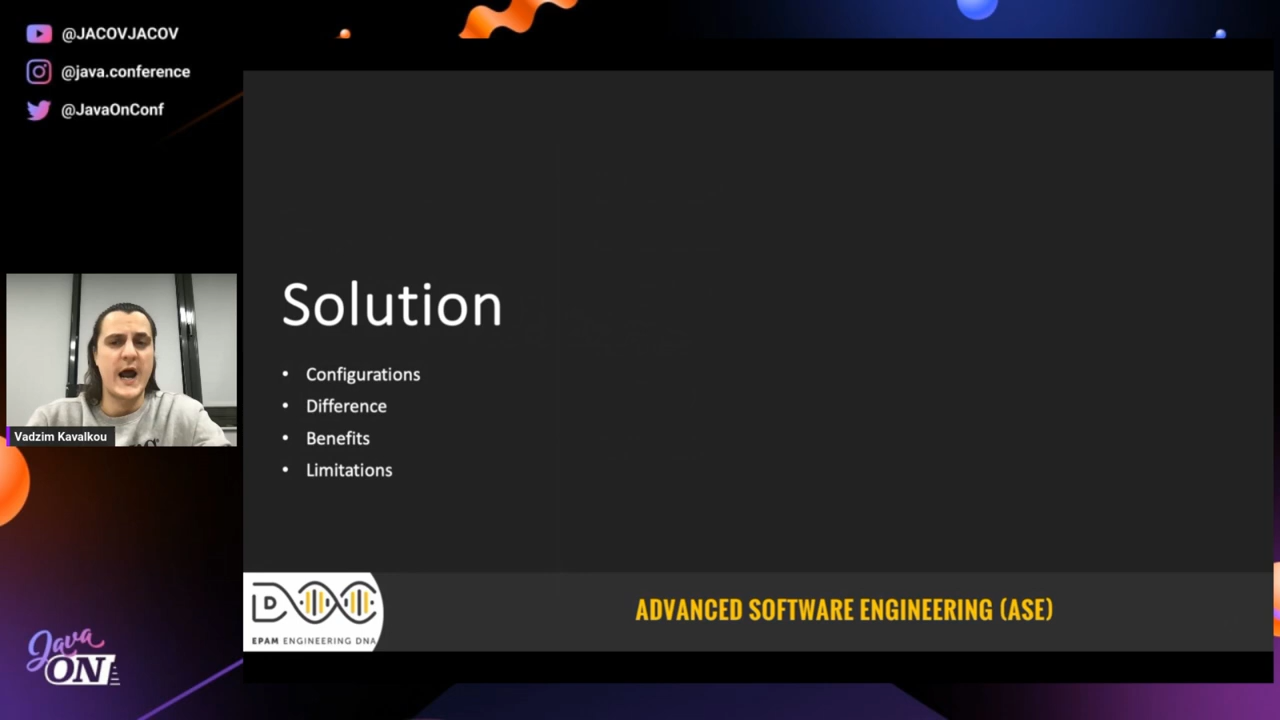 @JACOVJACOV
@java.conference
@JavaOnConf
Solution
• Configurations
• Difference
• Benefits
• Limitations
Vadzim Kavalkou
EPAM ENGINEERING DNA
ADVANCED SOFTWARE ENGINEERING (ASE)
Java
ON